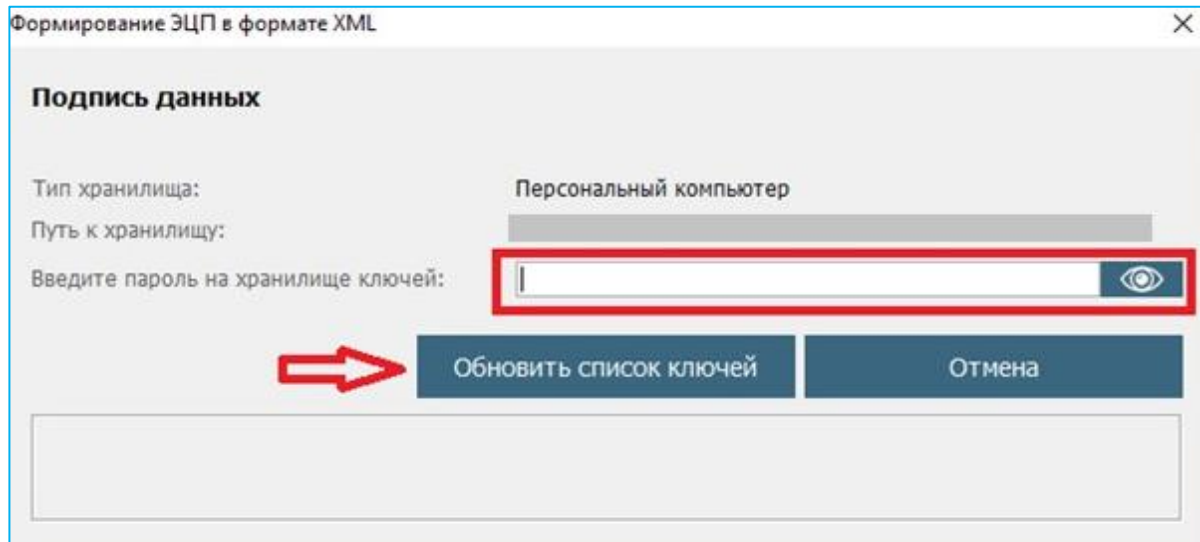 Формирование ЭЦП в формате XML
Подпись данных
Тип хранилища: Персональный компьютер
Путь к хранилищу:
Введите пароль на хранилище ключей:
Обновить список ключей Отмена